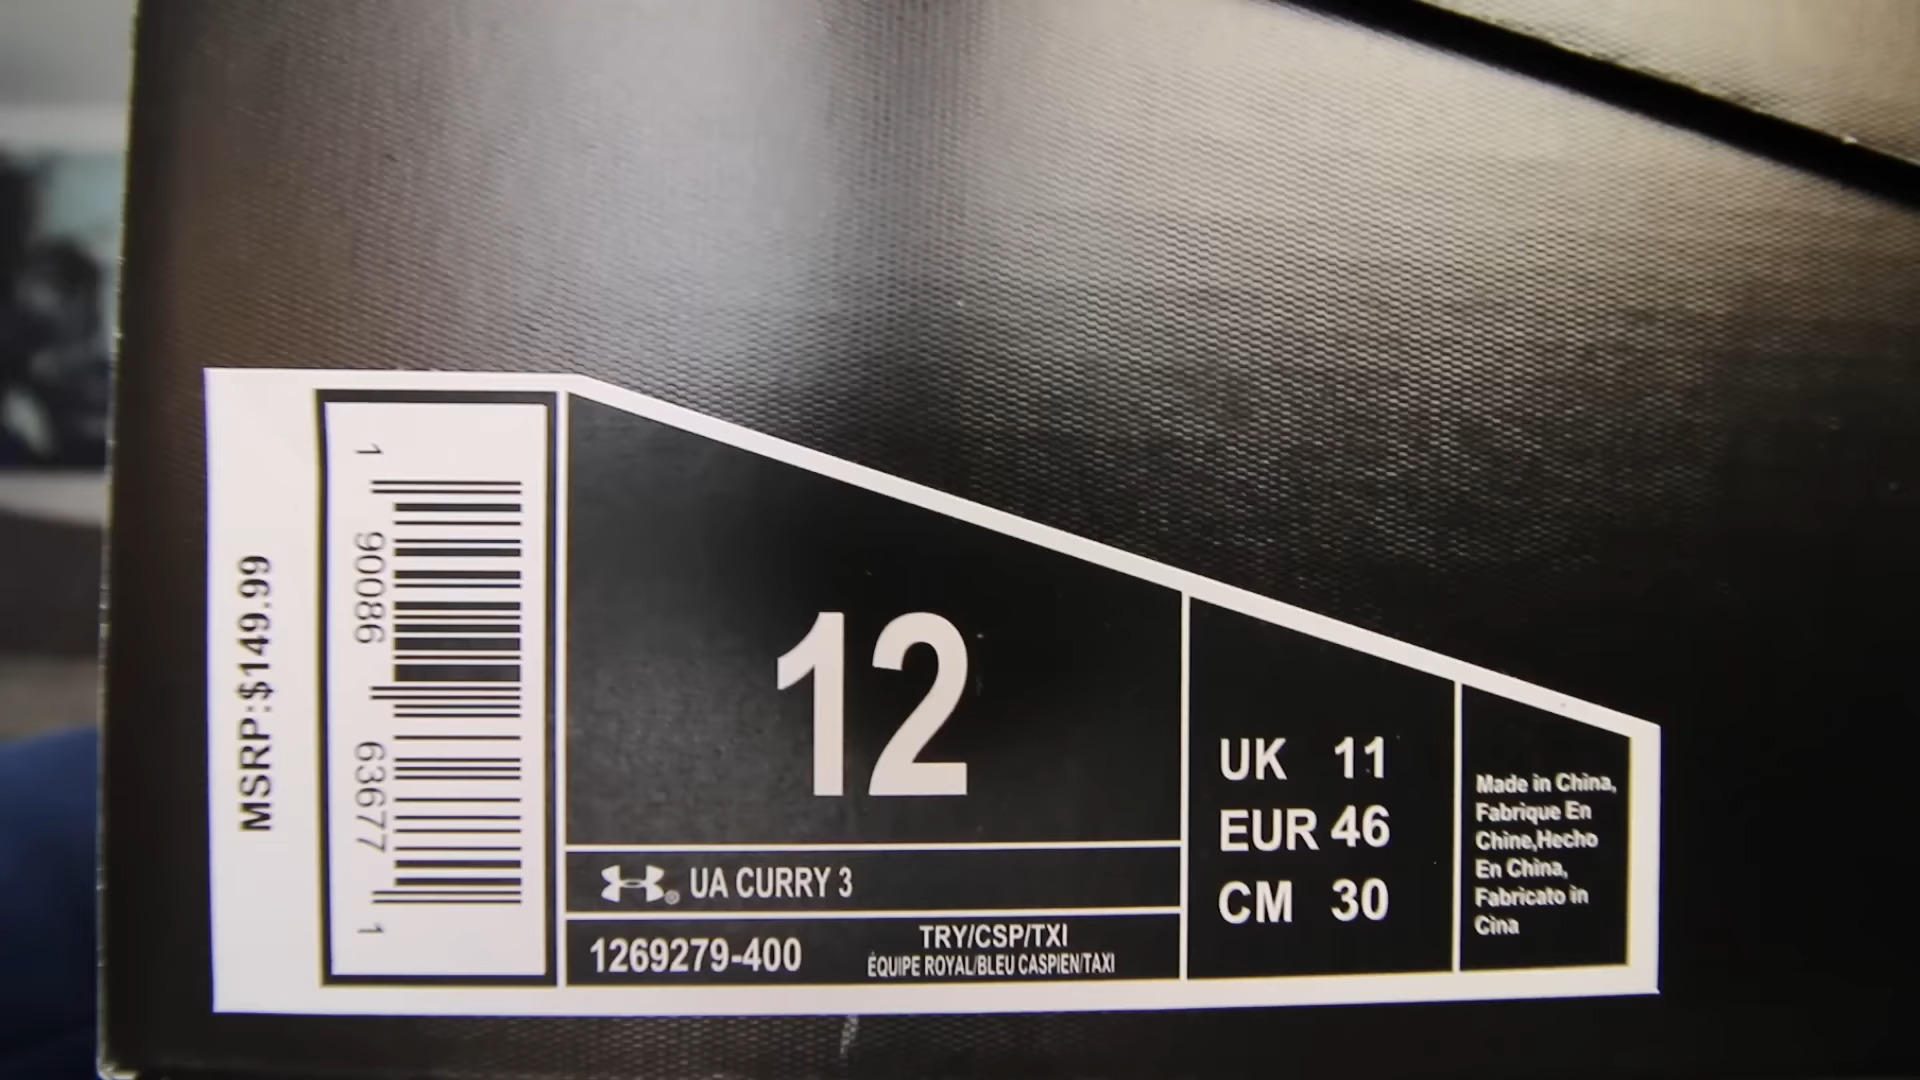 MSRP:$149.99
1 90086 63677 1
12
UA CURRY 3
1269279-400
TRY/CSP/TXI
ÉQUIPE ROYAL/BLEU CASPIEN/TAXI
UK 11
EUR 46
CM 30
Made in China,
Fabrique En
Chine,Hecho
En China,
Fabricato in
Cina